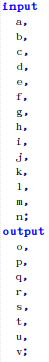 input
a,
b,
c,
d,
e,
f,
g,
h,
i,
j,
k,
l,
m,
n;
output
o,
p,
q,
r,
s,
t,
u,
v;